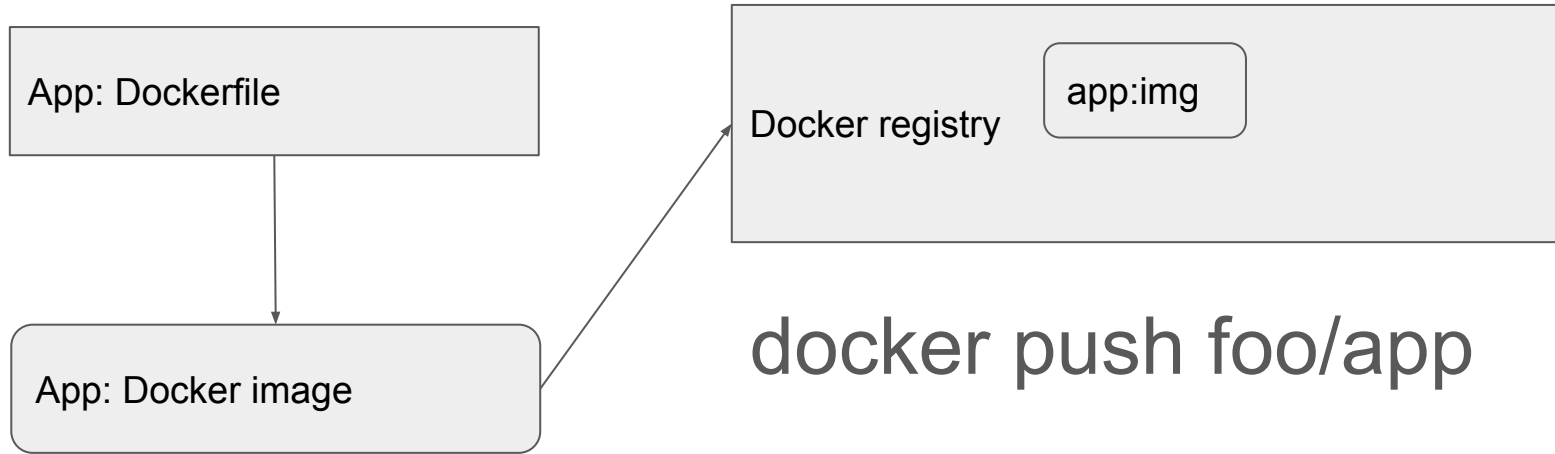 App: Dockerfile
App: Docker image
Docker registry
app:img
docker push foo/app